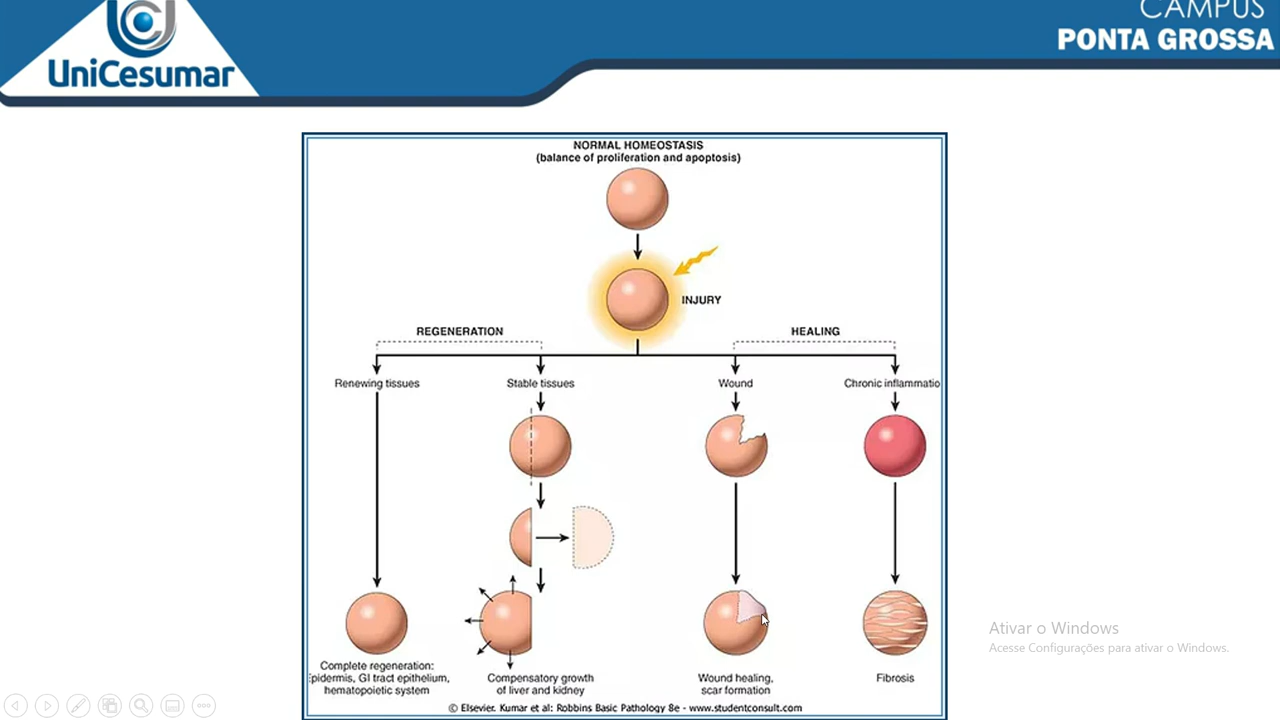 CAMPUS
PONTA GROSSA
UniCesumar
NORMAL HOMEOSTASIS
(balance of proliferation and apoptosis)
INJURY
REGENERATION
HEALING
Renewing tissues
Stable tissues
Wound
Chronic inflammatio
Complete regeneration:
pidermis, GI tract epithelium,
hematopoietic system
Compensatory growth
of liver and kidney
Wound healing,
scar formation
Fibrosis
© Elsevier. Kumar et al: Robbins Basic Pathology 8e - www.studentconsult.com
Ativar o Windows
Acesse Configurações para ativar o Windows.